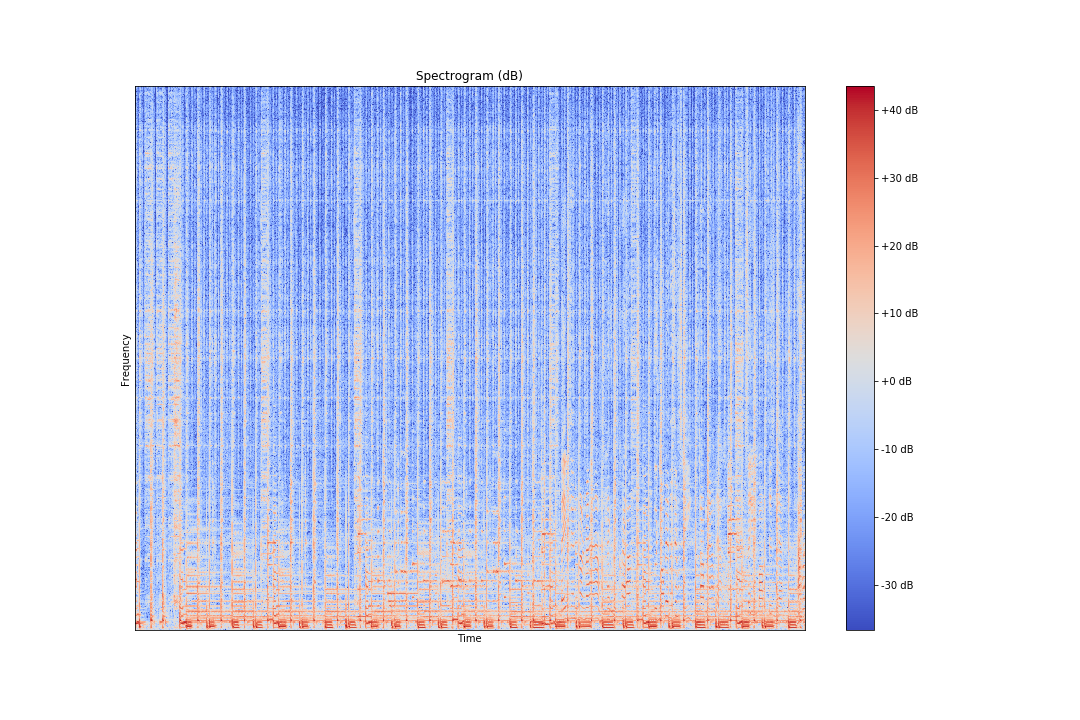 Spectrogram (dB)
Frequency
Time
+40 dB
+30 dB
+20 dB
+10 dB
+0 dB
-10 dB
-20 dB
-30 dB